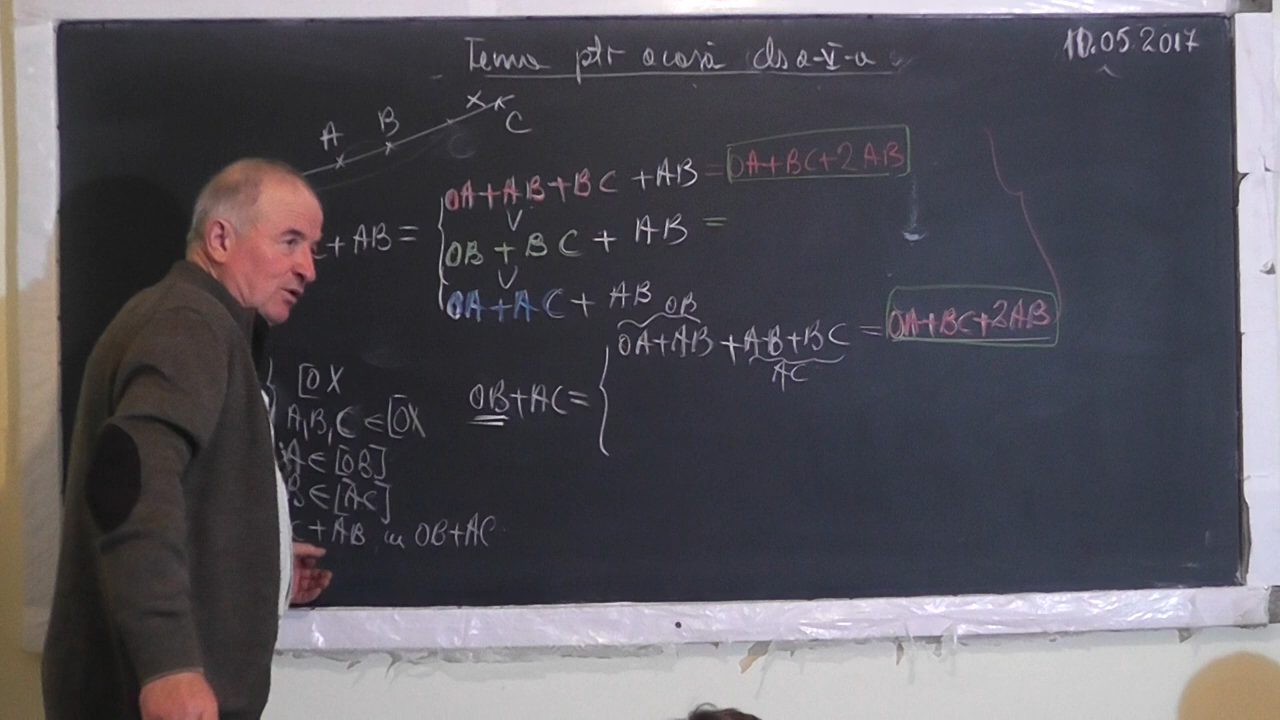 Tema ptr acasă cls a-VI-a
10.05.2017
A B X C
OA+AB+BC +AB = OA+BC+2AB
V
+AB= OB+BC + AB =
V
OA+AC + AB
OB
OA+AB+AB+BC = OA+BC+2AB
AC
OB+AC=
[OX
A,B,C ∈ [OX
A ∈ [OB]
B ∈ [AC]
C+AB cu OB+AC